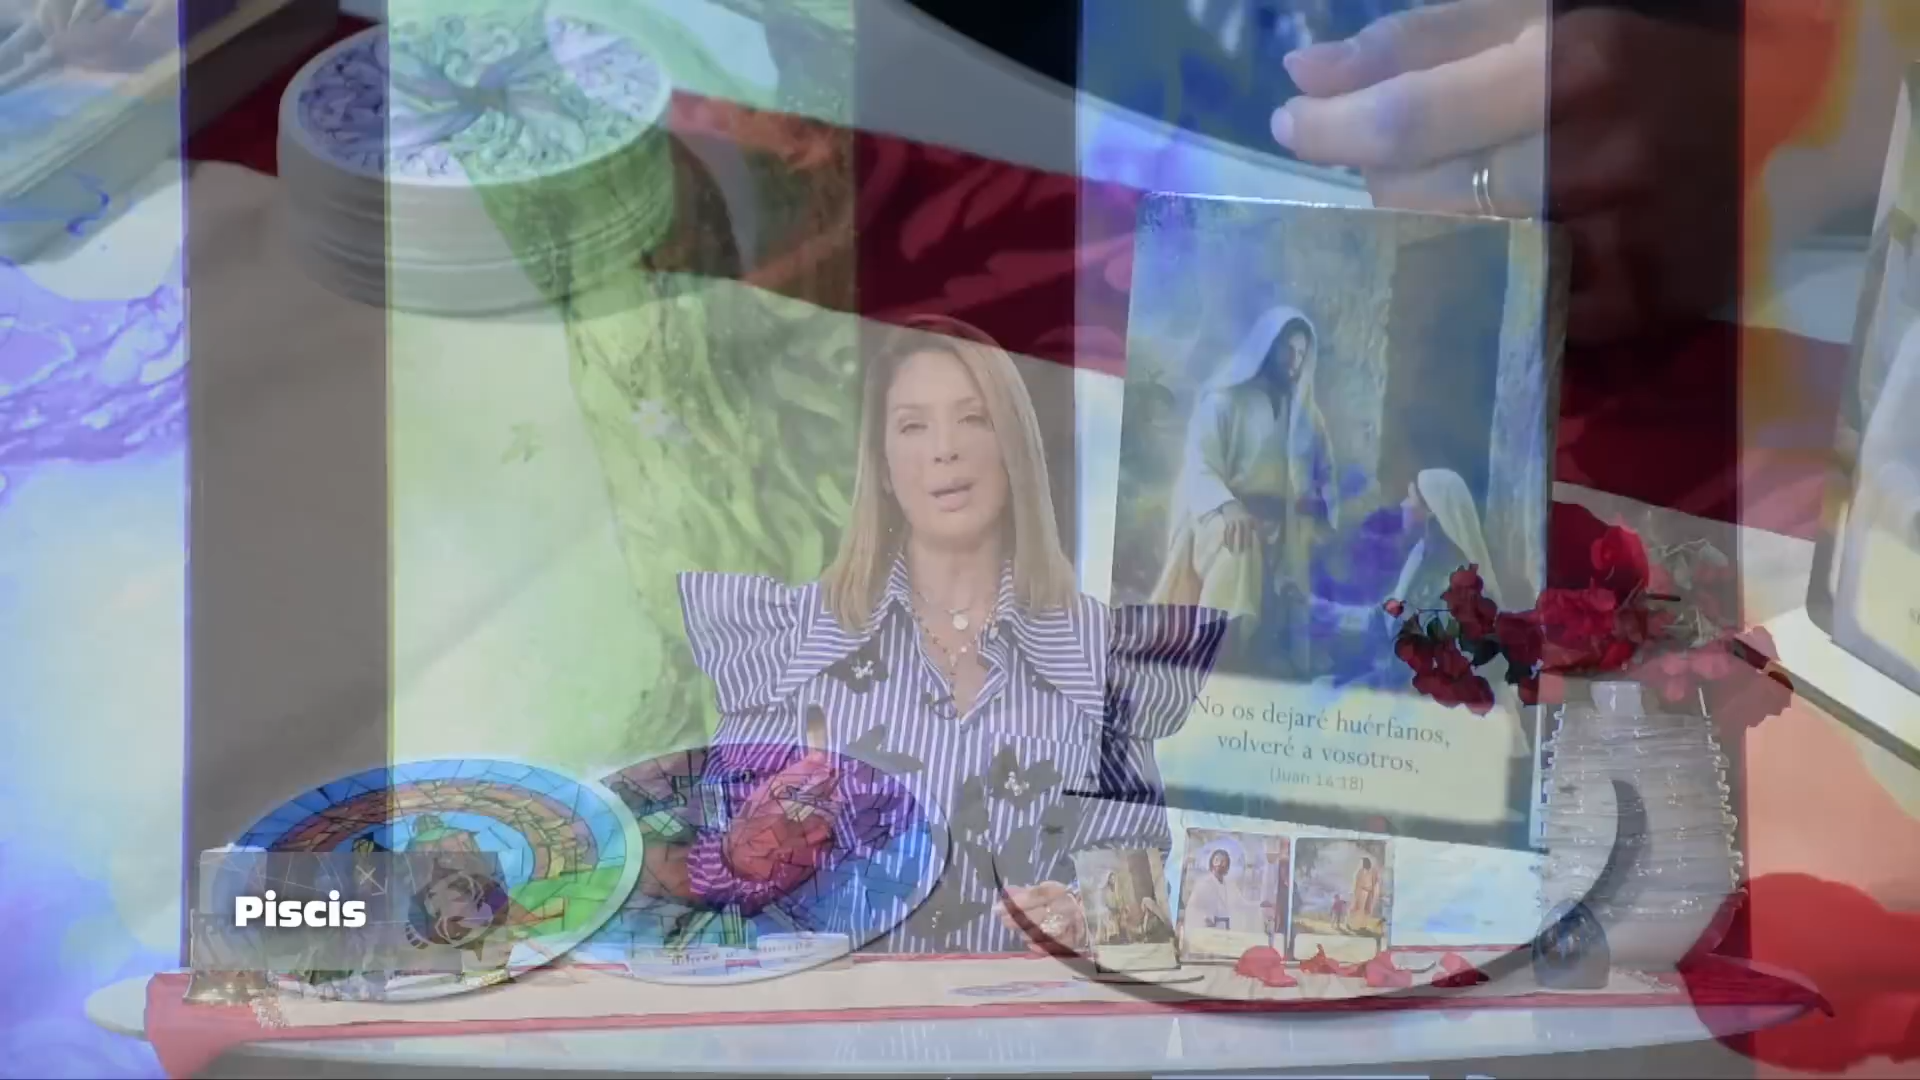 No os dejaré huérfanos,
volveré a vosotros.
(Juan 14:18)
Piscis